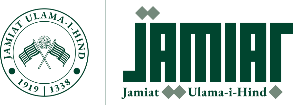 JAMIAT ULAMA-I-HIND
1919 | 1338
JAMIAT
Jamiat Ulama-i-Hind